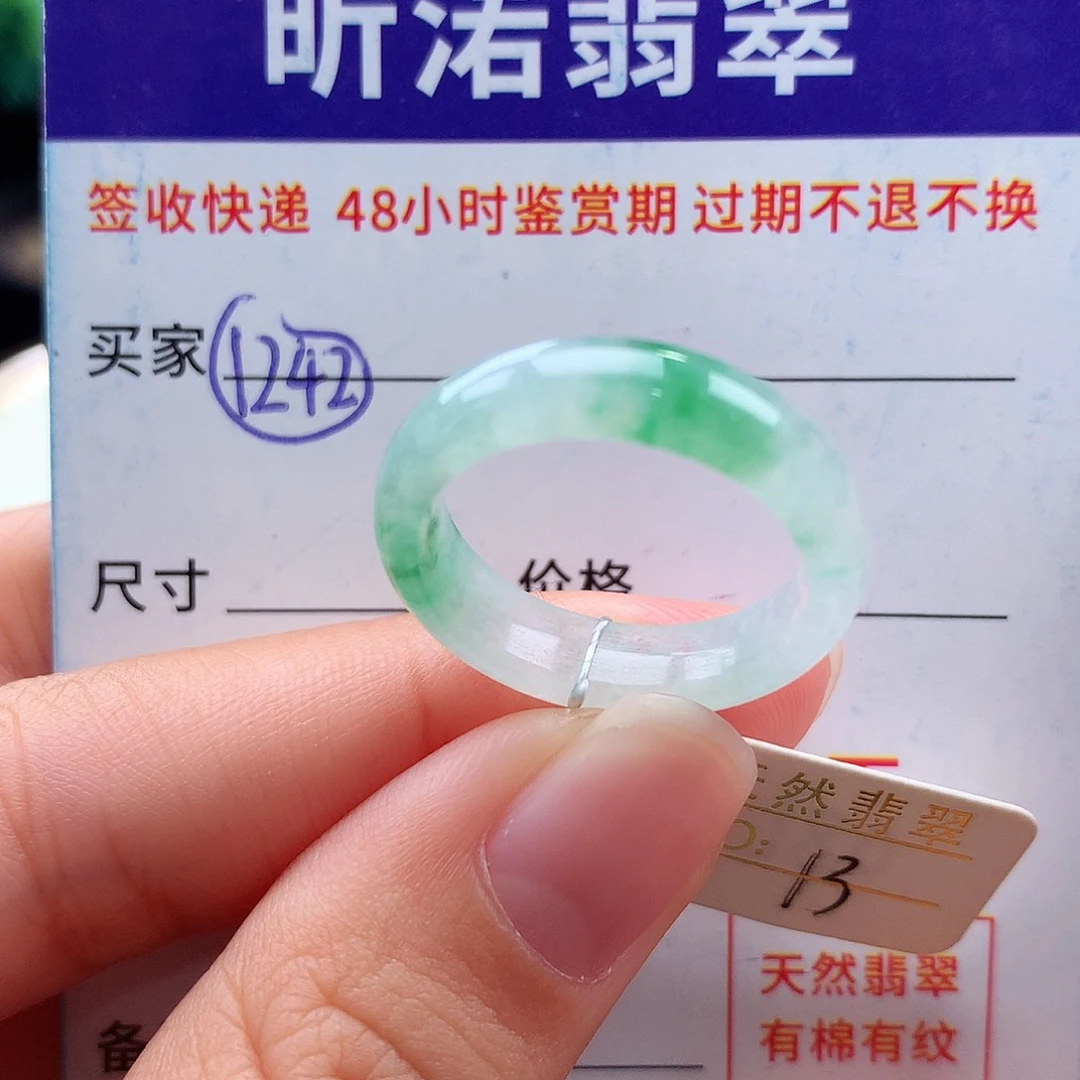 昕渃翡翠
签收快递 48小时鉴赏期 过期不退不换
买家 1242
尺寸 价格
然翡翠
O:
13
天然翡翠
有棉有纹
备